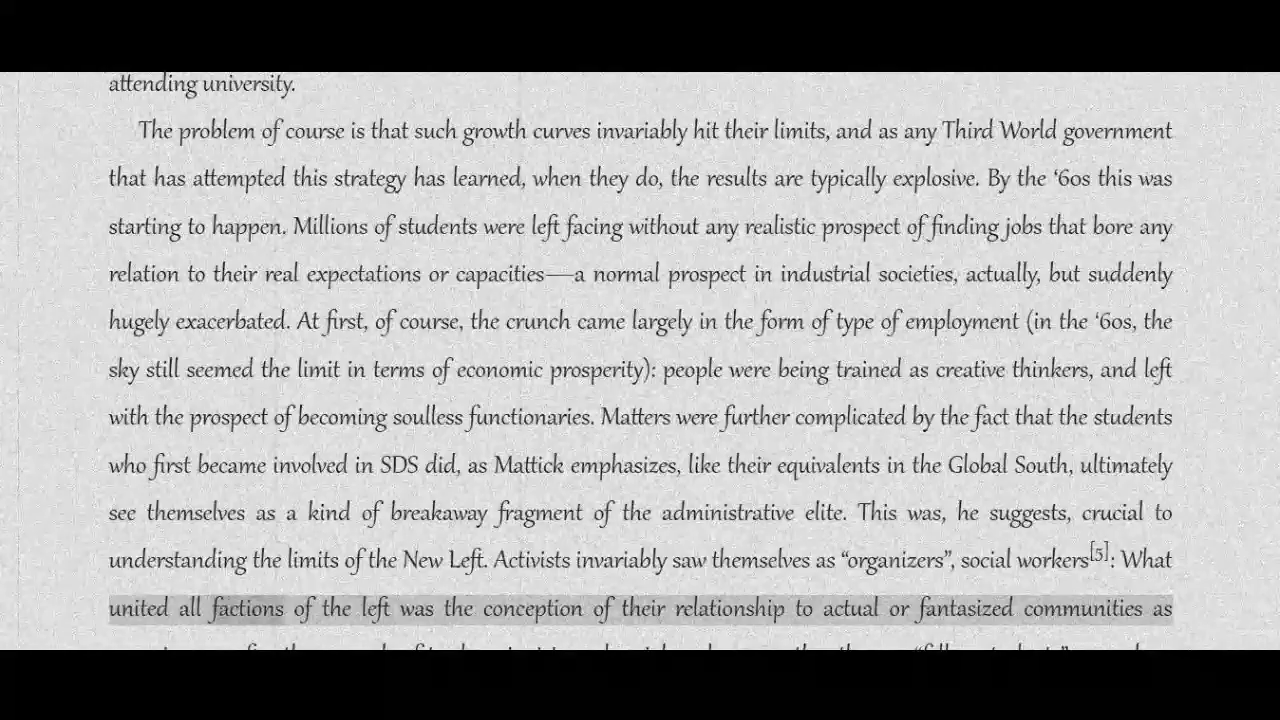 attending university.
The problem of course is that such growth curves invariably hit their limits, and as any Third World government
that has attempted this strategy has learned, when they do, the results are typically explosive. By the ‘60s this was
starting to happen. Millions of students were left facing without any realistic prospect of finding jobs that bore any
relation to their real expectations or capacities—a normal prospect in industrial societies, actually, but suddenly
hugely exacerbated. At first, of course, the crunch came largely in the form of type of employment (in the ‘60s, the
sky still seemed the limit in terms of economic prosperity): people were being trained as creative thinkers, and left
with the prospect of becoming soulless functionaries. Matters were further complicated by the fact that the students
who first became involved in SDS did, as Mattick emphasizes, like their equivalents in the Global South, ultimately
see themselves as a kind of breakaway fragment of the administrative elite. This was, he suggests, crucial to
understanding the limits of the New Left. Activists invariably saw themselves as “organizers”, social workers[5]: What
united all factions of the left was the conception of their relationship to actual or fantasized communities as